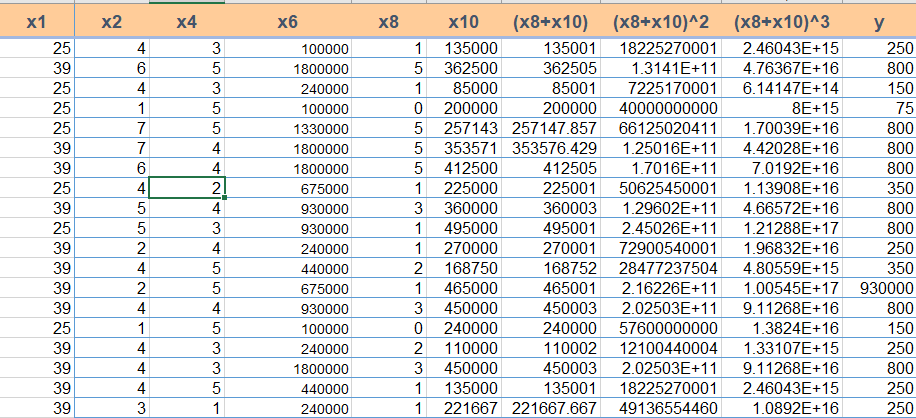 x1 x2 x4 x6 x8 x10 (x8+x10) (x8+x10)^2 (x8+x10)^3 y
25 4 3 100000 1 135000 135001 18225270001 2.46043E+15 250
39 6 5 1800000 5 362500 362505 1.3141E+11 4.76367E+16 800
25 4 3 240000 1 85000 85001 7225170001 6.14147E+14 150
25 1 5 100000 0 200000 200000 40000000000 8E+15 75
25 7 5 1330000 5 257143 257147.857 66125020411 1.70039E+16 800
39 7 4 1800000 5 353571 353576.429 1.25016E+11 4.42028E+16 800
39 6 4 1800000 5 412500 412505 1.7016E+11 7.0192E+16 800
25 4 2 675000 1 225000 225001 50625450001 1.13908E+16 350
39 5 4 930000 3 360000 360003 1.29602E+11 4.66572E+16 800
25 5 3 930000 1 495000 495001 2.45026E+11 1.21288E+17 800
39 2 4 240000 1 270000 270001 72900540001 1.96832E+16 250
39 4 5 440000 2 168750 168752 28477237504 4.80559E+15 350
39 2 5 675000 1 465000 465001 2.16226E+11 1.00545E+17 930000
39 4 4 930000 3 450000 450003 2.02503E+11 9.11268E+16 800
25 1 5 100000 0 240000 240000 57600000000 1.3824E+16 150
39 4 3 240000 2 110000 110002 12100440004 1.33107E+15 250
39 4 3 1800000 3 450000 450003 2.02503E+11 9.11268E+16 800
39 4 5 440000 1 135000 135001 18225270001 2.46043E+15 250
39 3 1 240000 1 221667 221667.667 49136554460 1.0892E+16 250